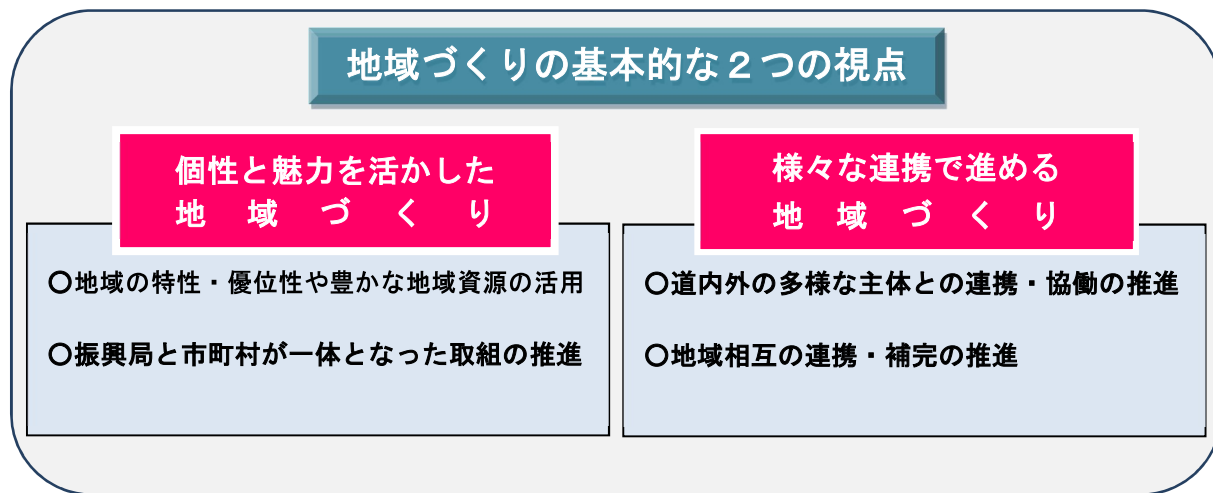 地域づくりの基本的な２つの視点
個性と魅力を活かした
地域づくり
〇地域の特性・優位性や豊かな地域資源の活用
〇振興局と市町村が一体となった取組の推進
様々な連携で進める
地域づくり
〇道内外の多様な主体との連携・協働の推進
〇地域相互の連携・補完の推進